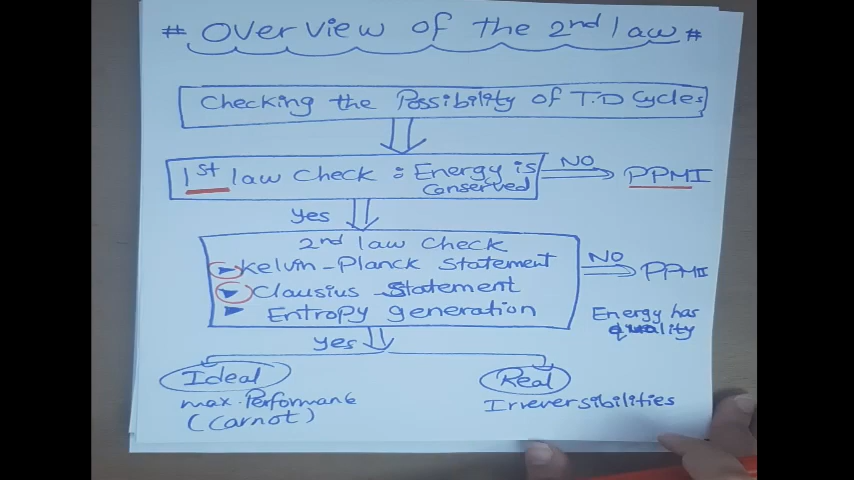 # Overview of the 2nd law #
Checking the Possibility of T.D Cycles
1st law Check : Energy is conserved
NO
PPMI
Yes
2nd law Check
Kelvin-Planck Statement
Clausius Statement
Entropy generation
NO
PPMII
Energy has
quality
Yes
Ideal
max. Performance
(Carnot)
Real
Irreversibilities